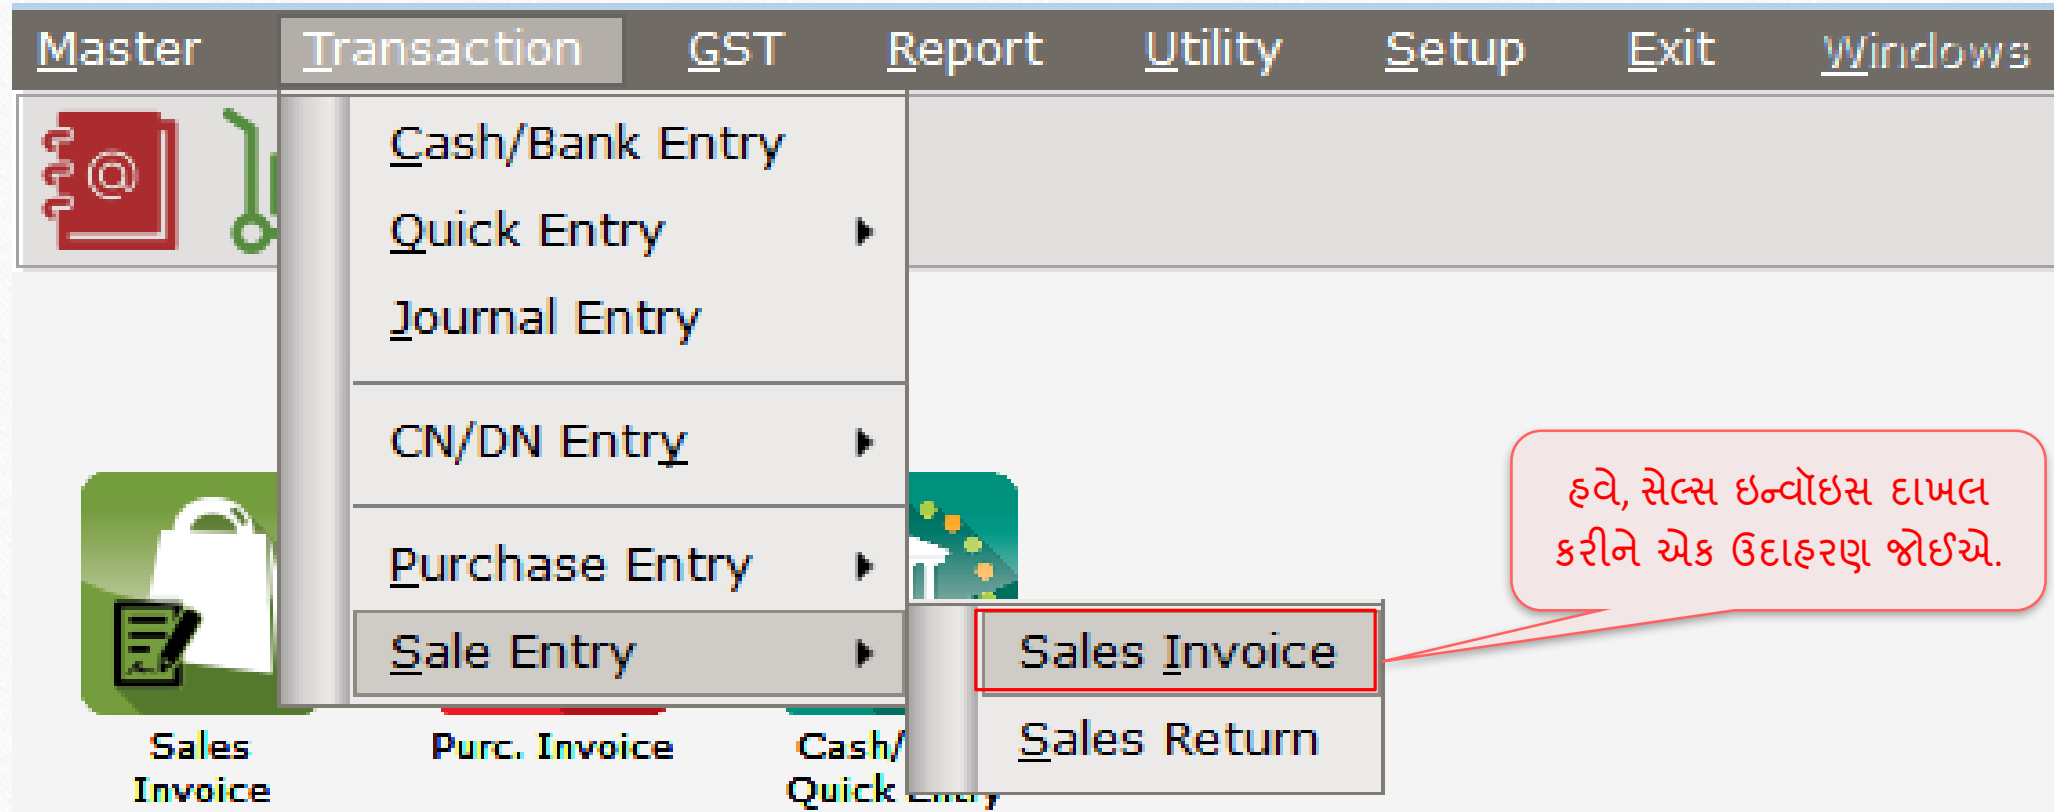 Master Transaction GST Report Utility Setup Exit Windows
@
Cash/Bank Entry
Quick Entry
Journal Entry
CN/DN Entry
Purchase Entry
Sale Entry
Sales Invoice
Sales Return
હવે, સેલ્સ ઇન્વૉઇસ દાખલ
કરીને એક ઉદાહરણ જોઈએ.
Sales
Invoice
Purc. Invoice
Cash/
Quick Entry